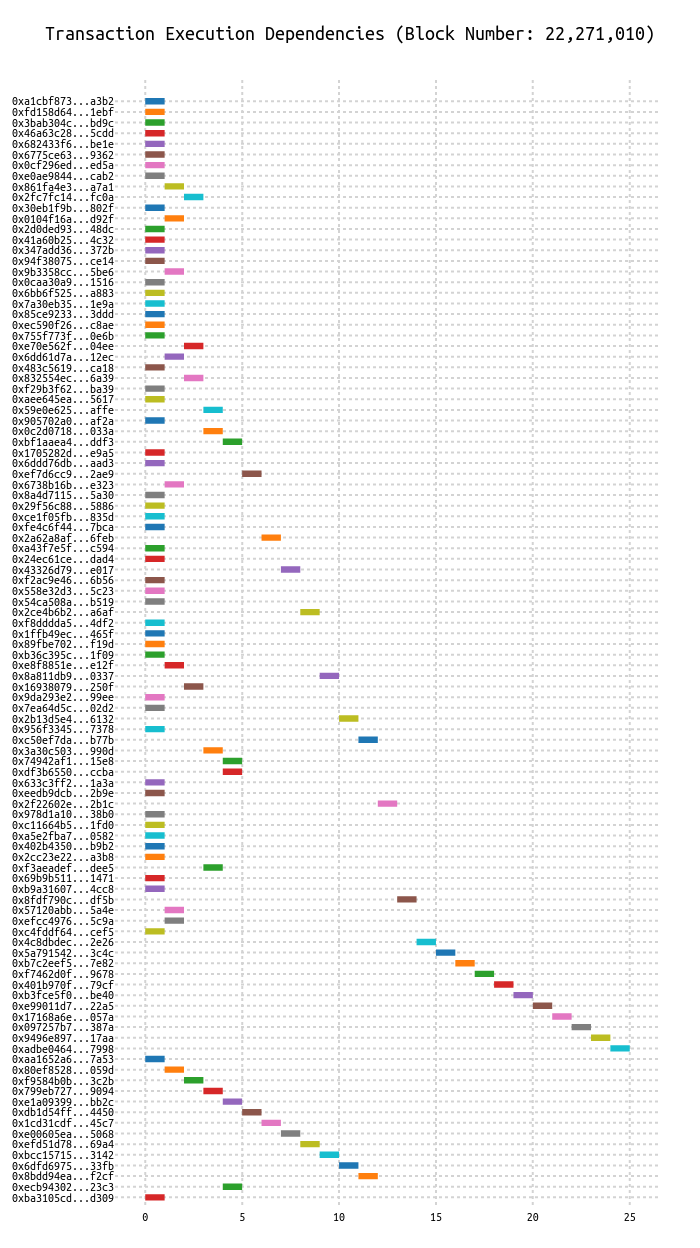 Transaction Execution Dependencies (Block Number: 22,271,010)
0xa1cbf873...a3b2
0xfd158d64...1ebf
0x3bab304c...bd9c
0x46a63c28...5cdd
0x682433f6...be1e
0x6775ce63...9362
0x0cf296ed...ed5a
0xe0ae9844...cab2
0x861fa4e3...a7a1
0x2fc7fc14...fc0a
0x30eb1f9b...802f
0x0104f16a...d92f
0x2d0ded93...48dc
0x41a60b25...4c32
0x347add36...372b
0x94f38075...ce14
0x9b3358cc...5be6
0x0caa30a9...1516
0x6bb6f525...a883
0x7a30eb35...1e9a
0x85ce9233...3ddd
0xec590f26...c8ae
0x755f773f...0e6b
0xe70e562f...04ee
0x6dd61d7a...12ec
0x483c5619...ca18
0x832554ec...6a39
0xf29b3f62...ba39
0xaee645ea...5617
0x59e0e625...affe
0x905702a0...af2a
0x0c2d0718...033a
0xbf1aaea4...ddf3
0x1705282d...e9a5
0x6ddd76db...aad3
0xef7d6cc9...2ae9
0x6738b16b...e323
0x8a4d7115...5a30
0x29f56c88...5886
0xce1f05fb...835d
0xfe4c6f44...7bca
0x2a62a8af...6feb
0xa43f7e5f...c594
0x24ec61ce...dad4
0x43326d79...e017
0xf2ac9e46...6b56
0x558e32d3...5c23
0x54ca508a...b519
0x2ce4b6b2...a6af
0xf8dddda5...4df2
0x1ffb49ec...465f
0x89fbe702...f19d
0xb36c395c...1f09
0xe8f8851e...e12f
0x8a811db9...0337
0x16938079...250f
0x9da293e2...99ee
0x7ea64d5c...02d2
0x2b13d5e4...6132
0x956f3345...7378
0xc50ef7da...b77b
0x3a30c503...990d
0x74942af1...15e8
0xdf3b6550...ccba
0x633c3ff2...1a3a
0xeedb9dcb...2b9e
0x2f22602e...2b1c
0x978d1a10...38b0
0xc11664b5...1fd0
0xa5e2fba7...0582
0x402b4350...b9b2
0x2cc23e22...a3b8
0xf3aeadef...dee5
0x69b9b511...1471
0xb9a31607...4cc8
0x8fdf790c...df5b
0x57120abb...5a4e
0xefcc4976...5c9a
0xc4fddf64...cef5
0x4c8dbdec...2e26
0x5a791542...3c4c
0xb7c2eef5...7e82
0xf7462d0f...9678
0x401b970f...79cf
0xb3fce5f0...be40
0xe99011d7...22a5
0x17168a6e...057a
0x097257b7...387a
0x9496e897...17aa
0xadbe0464...7998
0xaa1652a6...7a53
0x80ef8528...059d
0xf9584b0b...3c2b
0x799eb727...9094
0xe1a09399...bb2c
0xdb1d54ff...4450
0x1cd31cdf...45c7
0xe00605ea...5068
0xefd51d78...69a4
0xbcc15715...3142
0x6dfd6975...33fb
0x8bdd94ea...f2cf
0xecb94302...23c3
0xba3105cd...d309
0 5 10 15 20 25